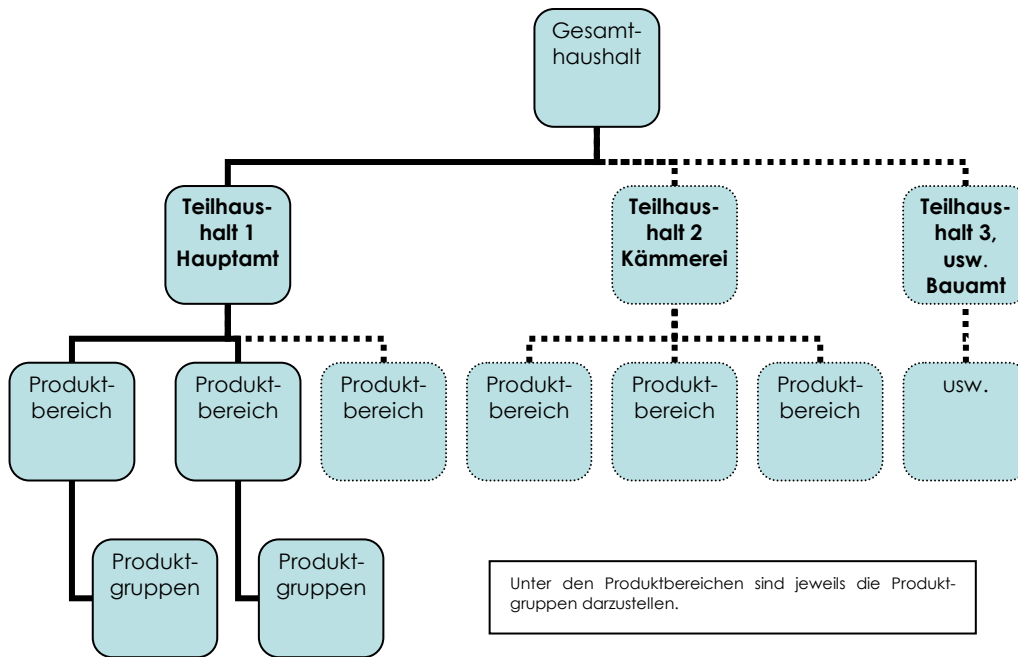 Gesamt-
haushalt
Teilhaus-
halt 1
Hauptamt
Teilhaus-
halt 2
Kämmerei
Teilhaus-
halt 3,
usw.
Bauamt
Produkt-
bereich
Produkt-
bereich
Produkt-
bereich
Produkt-
bereich
Produkt-
bereich
Produkt-
bereich
usw.
Produkt-
gruppen
Produkt-
gruppen
Unter den Produktbereichen sind jeweils die Produkt-
gruppen darzustellen.